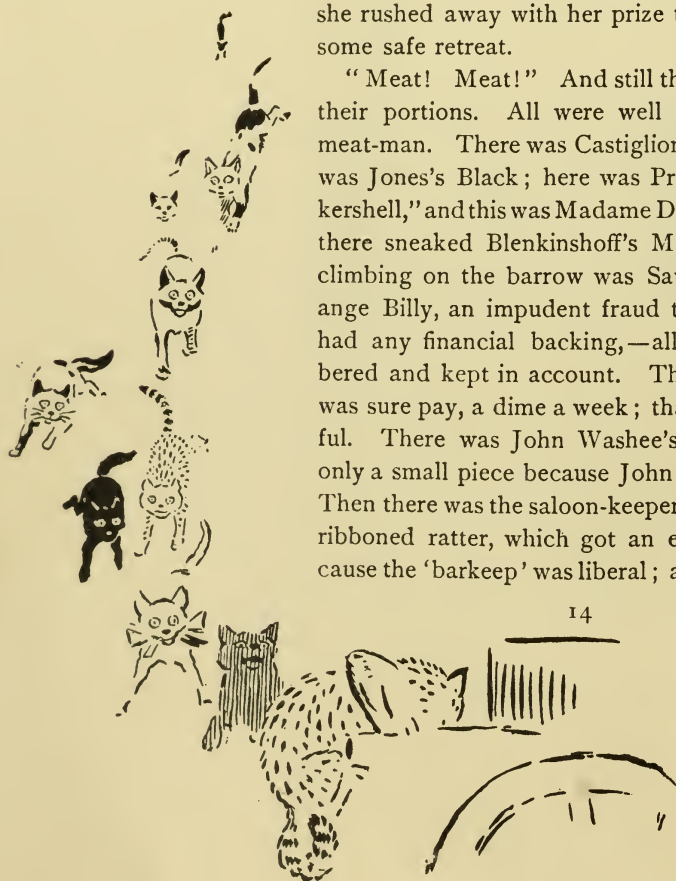 she rushed away with her prize t
some safe retreat.
“Meat! Meat!” And still th
their portions. All were well
meat-man. There was Castiglion
was Jones's Black; here was Pr
kershell,” and this was Madame D
there sneaked Blenkinshoff's M
climbing on the barrow was Sa
ange Billy, an impudent fraud t
had any financial backing,—all
bered and kept in account. Th
was sure pay, a dime a week; tha
ful. There was John Washee's
only a small piece because John
Then there was the saloon-keeper
ribboned ratter, which got an e
cause the ‘barkeep’ was liberal; a
14